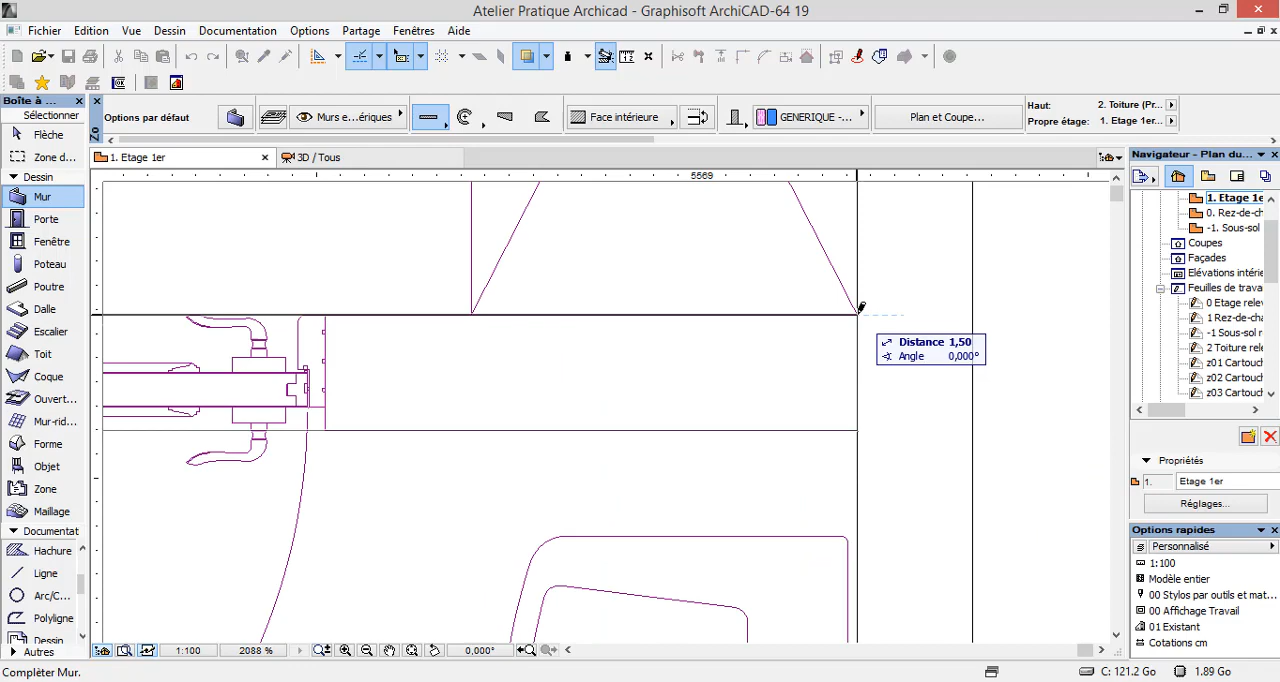 Atelier Pratique Archicad - Graphisoft ArchiCAD-64 19
Fichier Edition Vue Dessin Documentation Options Partage Fenêtres Aide
Boîte à ...
Sélectionner
Flèche
Zone d...
Dessin
Mur
Porte
Fenêtre
Poteau
Poutre
Dalle
Escalier
Toit
Coque
Ouvert...
Mur-rid...
Forme
Objet
Zone
Maillage
Documentat
Hachure
Ligne
Arc/C...
Polyligne
Dessin
Autres
Options par défaut
Murs e...ériques
Face intérieure
GENERIQUE -...
Plan et Coupe...
Haut:
2. Toiture (Pr...
Propre étage:
1. Etage 1er...
1. Etage 1er
3D / Tous
5569
Distance 1,50
Angle 0,000°
1:100
2088 %
0,000°
Navigateur - Plan du...
1. Etage 1e
0. Rez-de-ch
-1. Sous-sol
Coupes
Façades
Elévations intérie
Feuilles de trava
0 Etage relev
1 Rez-de-cha
-1 Sous-sol r
2 Toiture rele
z01 Cartouch
z02 Cartouch
z03 Cartouch
Propriétés
1. Etage 1er
Réglages...
Options rapides
Personnalisé
1:100
Modèle entier
00 Stylos par outils et mat...
00 Affichage Travail
01 Existant
Cotations cm
Complèter Mur.
C: 121.2 Go
1.89 Go